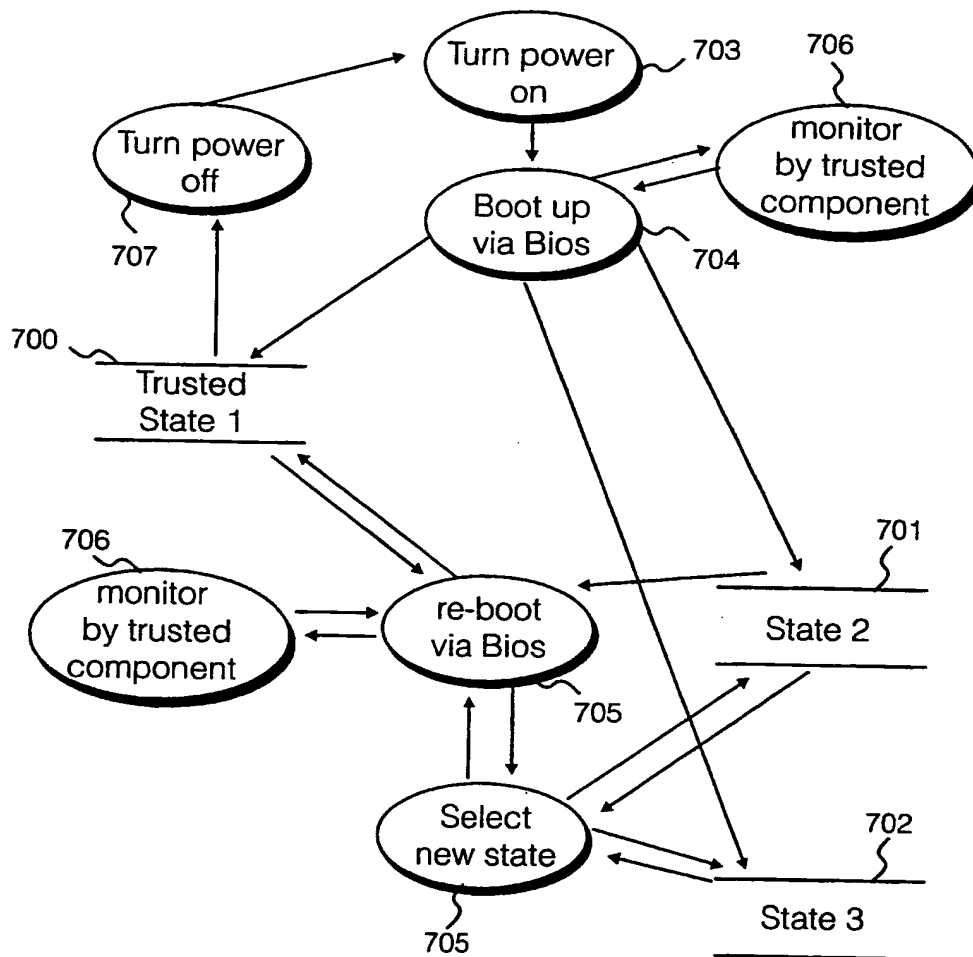 Turn power
on
703
706
monitor
by trusted
component
Turn power
off
707
Boot up
via Bios
704
700
Trusted
State 1
701
State 2
706
monitor
by trusted
component
re-boot
via Bios
705
Select
new state
705
702
State 3